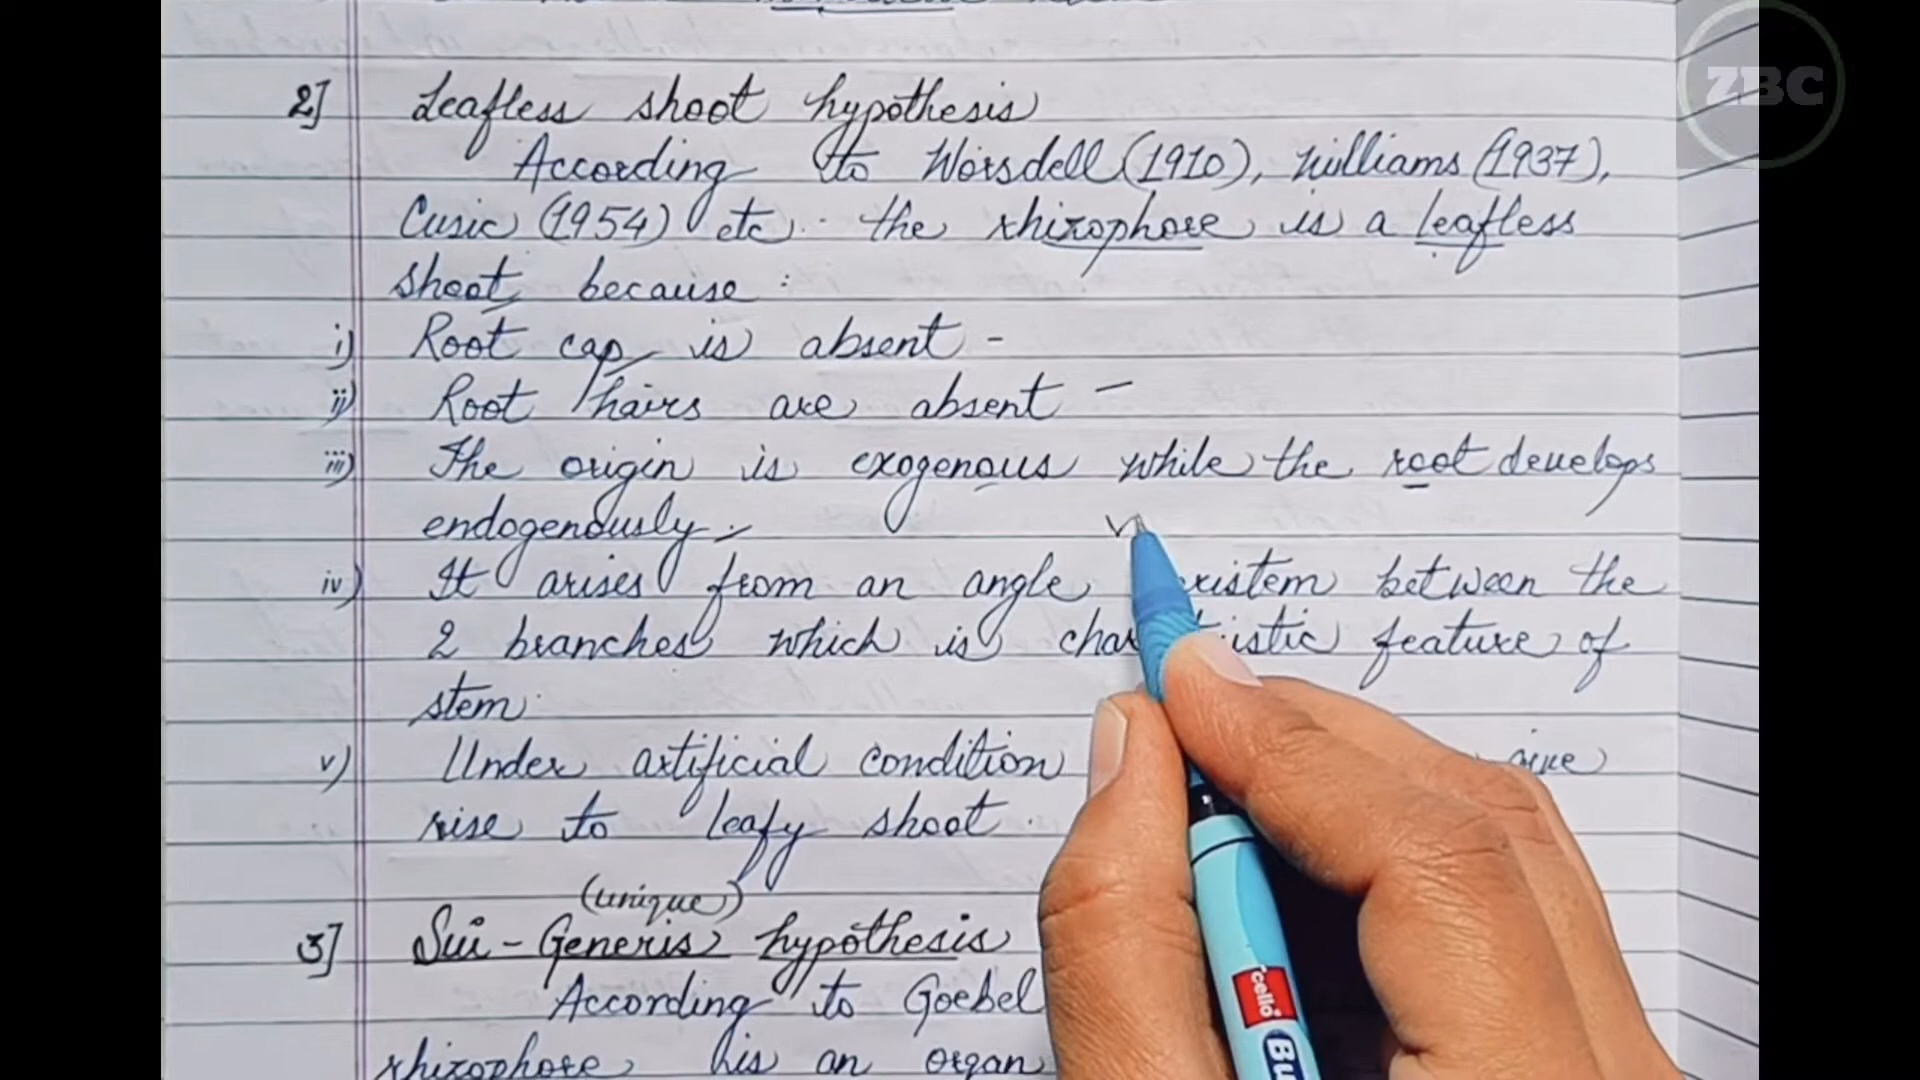 ZBC
2] Leafless shoot hypothesis
According to Worsdell (1910), Williams (1937),
Cusic (1954) etc. the rhizophore is a leafless
shoot because :
i) Root cap is absent -
ii) Root hairs are absent -
iii) The origin is exogenous while the root develops
endogenously.
iv) It arises from an angle between the
2 branches which is feature of
stem.
v) Under artificial condition give
rise to leafy shoot.
(unique)
3] Sui-Generis hypothesis
According to Goebel
rhizophore is an organ
cello